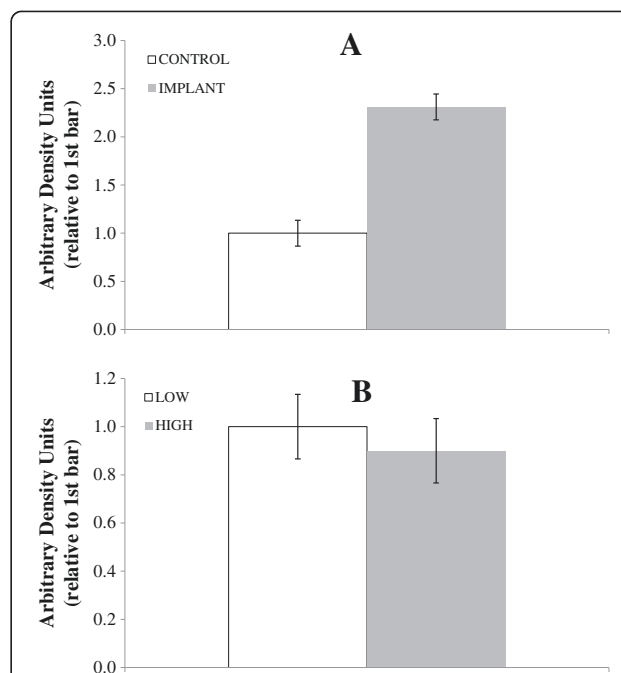 A
CONTROL
IMPLANT
Arbitrary Density Units
(relative to 1st bar)
3.0
2.5
2.0
1.5
1.0
0.5
0.0
B
LOW
HIGH
Arbitrary Density Units
(relative to 1st bar)
1.2
1.0
0.8
0.6
0.4
0.2
0.0